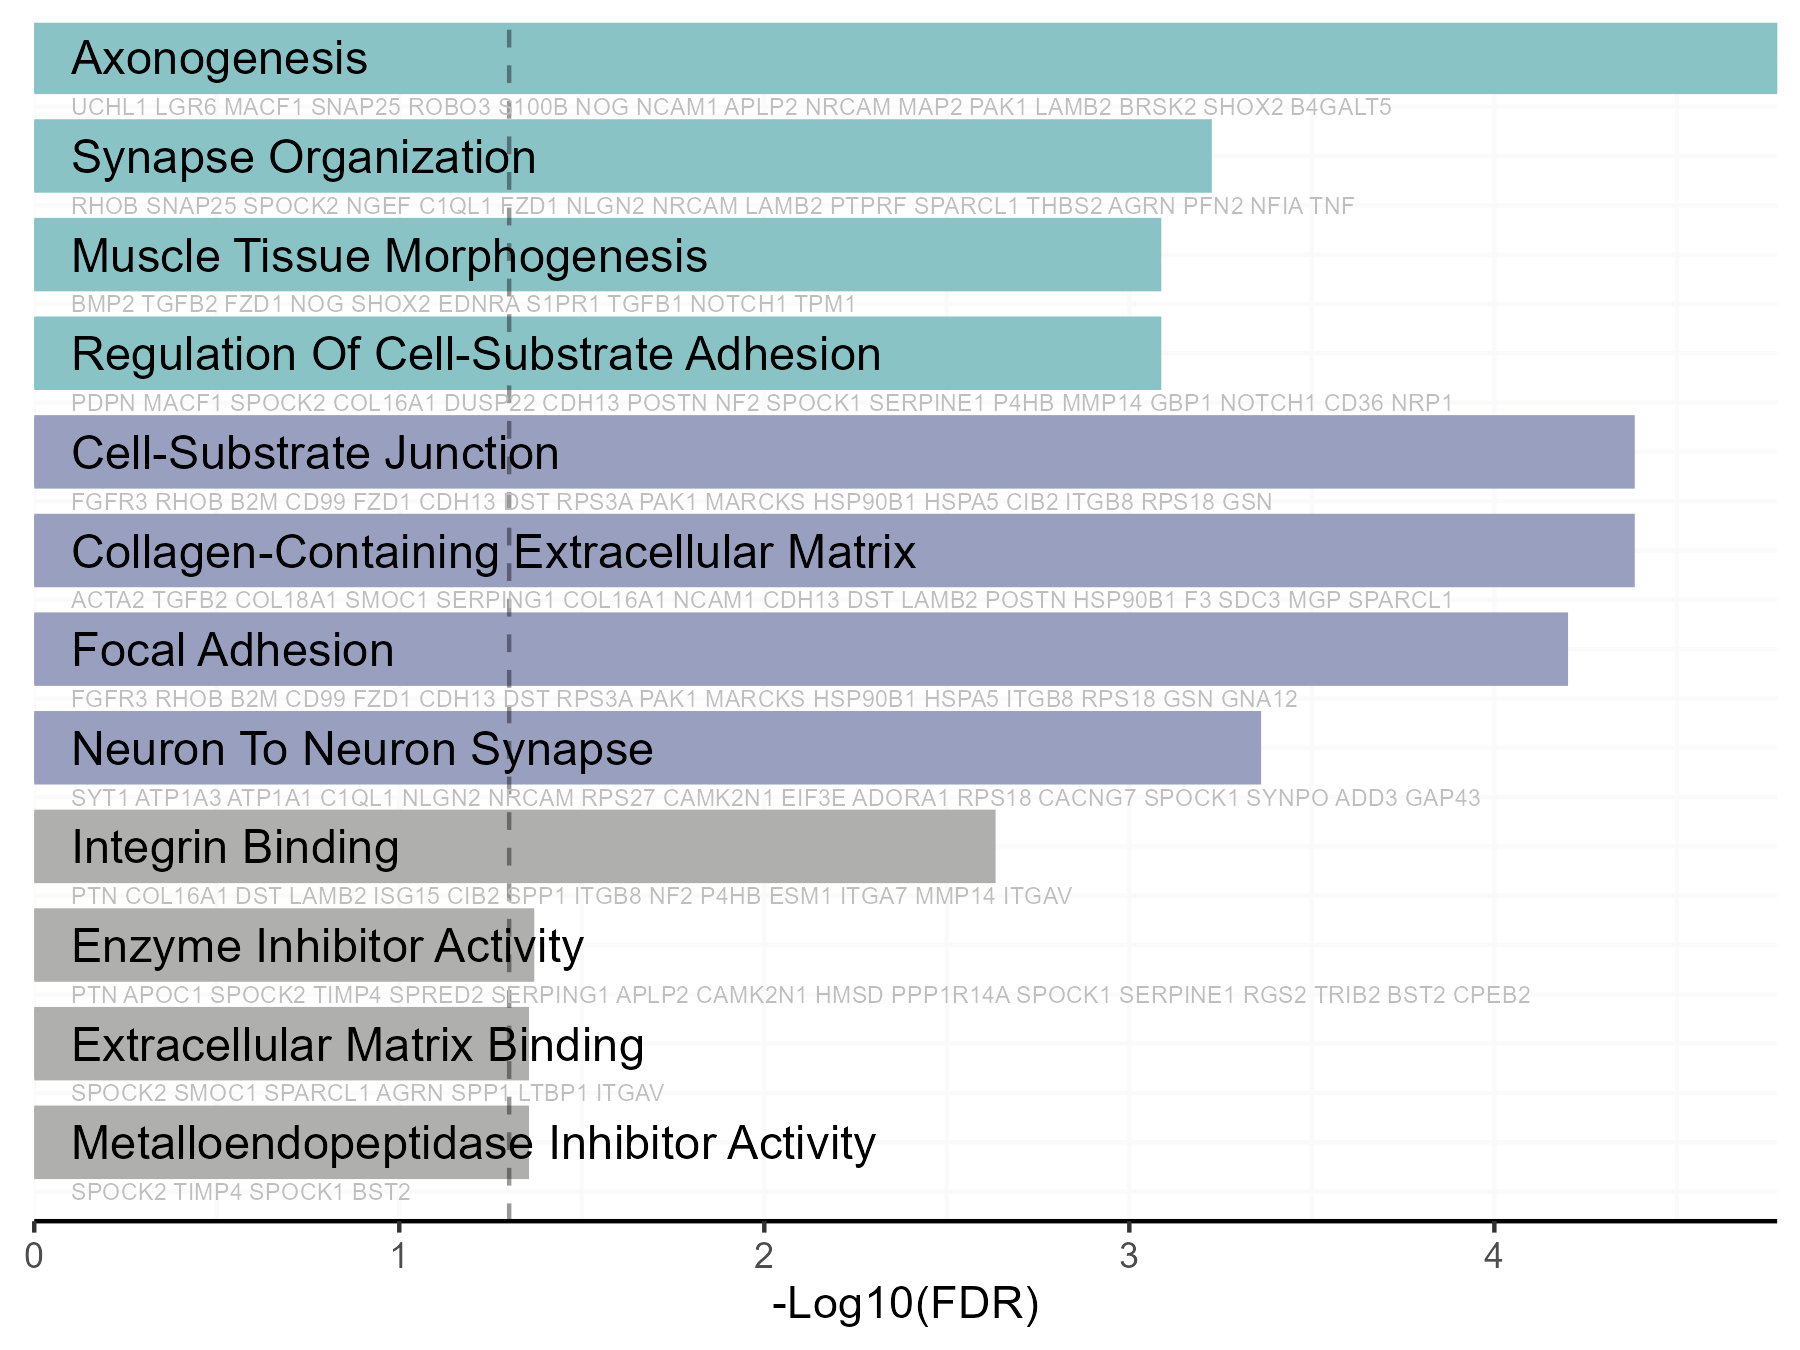 Axonogenesis
UCHL1 LGR6 MACF1 SNAP25 ROBO3 S100B NOG NCAM1 APLP2 NRCAM MAP2 PAK1 LAMB2 BRSK2 SHOX2 B4GALT5
Synapse Organization
RHOB SNAP25 SPOCK2 NGEF C1QL1 FZD1 NLGN2 NRCAM LAMB2 PTPRF SPARCL1 THBS2 AGRN PFN2 NFIA TNF
Muscle Tissue Morphogenesis
BMP2 TGFB2 FZD1 NOG SHOX2 EDNRA S1PR1 TGFB1 NOTCH1 TPM1
Regulation Of Cell-Substrate Adhesion
PDPN MACF1 SPOCK2 COL16A1 DUSP22 CDH13 POSTN NF2 SPOCK1 SERPINE1 P4HB MMP14 GBP1 NOTCH1 CD36 NRP1
Cell-Substrate Junction
FGFR3 RHOB B2M CD99 FZD1 CDH13 DST RPS3A PAK1 MARCKS HSP90B1 HSPA5 CIB2 ITGB8 RPS18 GSN
Collagen-Containing Extracellular Matrix
ACTA2 TGFB2 COL18A1 SMOC1 SERPING1 COL16A1 NCAM1 CDH13 DST LAMB2 POSTN HSP90B1 F3 SDC3 MGP SPARCL1
Focal Adhesion
FGFR3 RHOB B2M CD99 FZD1 CDH13 DST RPS3A PAK1 MARCKS HSP90B1 HSPA5 ITGB8 RPS18 GSN GNA12
Neuron To Neuron Synapse
SYT1 ATP1A3 ATP1A1 C1QL1 NLGN2 NRCAM RPS27 CAMK2N1 EIF3E ADORA1 RPS18 CACNG7 SPOCK1 SYNPO ADD3 GAP43
Integrin Binding
PTN COL16A1 DST LAMB2 ISG15 CIB2 SPP1 ITGB8 NF2 P4HB ESM1 ITGA7 MMP14 ITGAV
Enzyme Inhibitor Activity
PTN APOC1 SPOCK2 TIMP4 SPRED2 SERPING1 APLP2 CAMK2N1 HMSD PPP1R14A SPOCK1 SERPINE1 RGS2 TRIB2 BST2 CPEB2
Extracellular Matrix Binding
SPOCK2 SMOC1 SPARCL1 AGRN SPP1 LTBP1 ITGAV
Metalloendopeptidase Inhibitor Activity
SPOCK2 TIMP4 SPOCK1 BST2
0 1 2 3 4
-Log10(FDR)